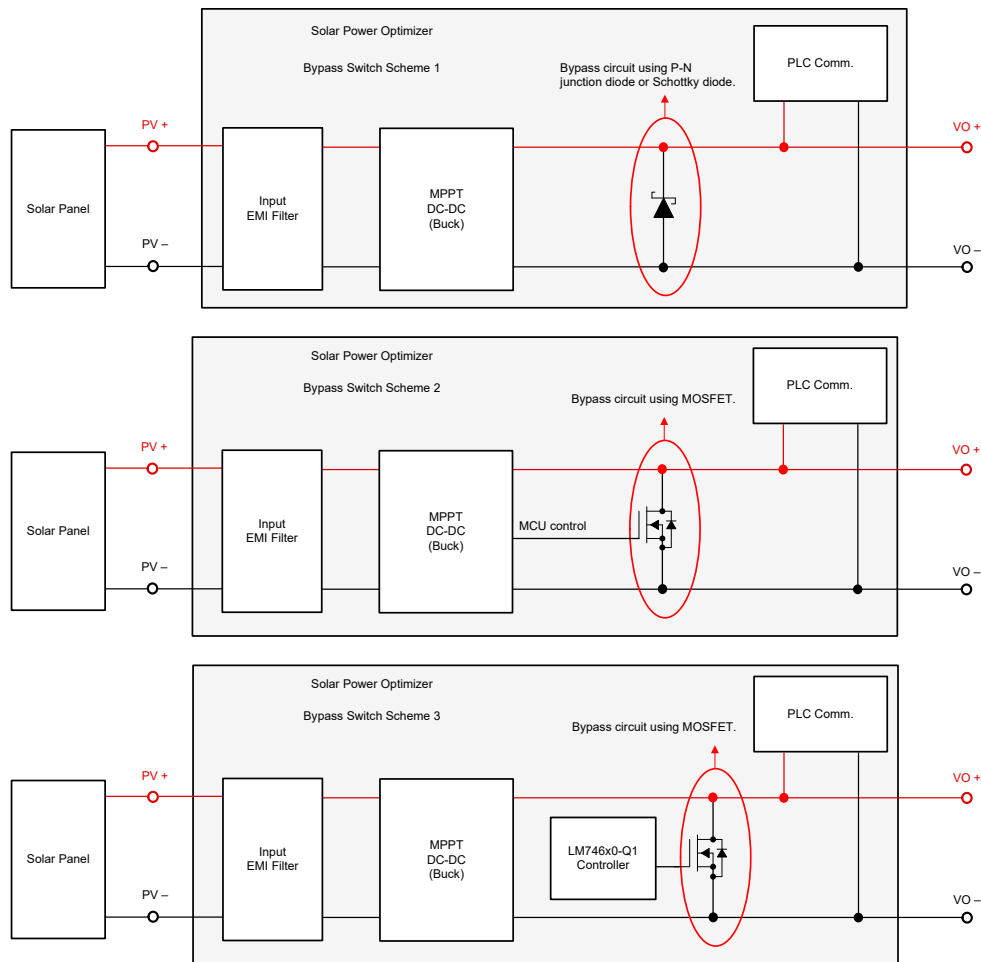 Solar Power Optimizer
Bypass Switch Scheme 1
Bypass circuit using P-N
junction diode or Schottky diode.
PLC Comm.
PV +
VO +
Solar Panel
Input
EMI Filter
MPPT
DC-DC
(Buck)
PV –
VO –
Solar Power Optimizer
Bypass Switch Scheme 2
Bypass circuit using MOSFET.
PLC Comm.
PV +
VO +
Solar Panel
Input
EMI Filter
MPPT
DC-DC
(Buck)
MCU control
PV –
VO –
Solar Power Optimizer
Bypass Switch Scheme 3
Bypass circuit using MOSFET.
PLC Comm.
PV +
VO +
Solar Panel
Input
EMI Filter
MPPT
DC-DC
(Buck)
LM746x0-Q1
Controller
PV –
VO –